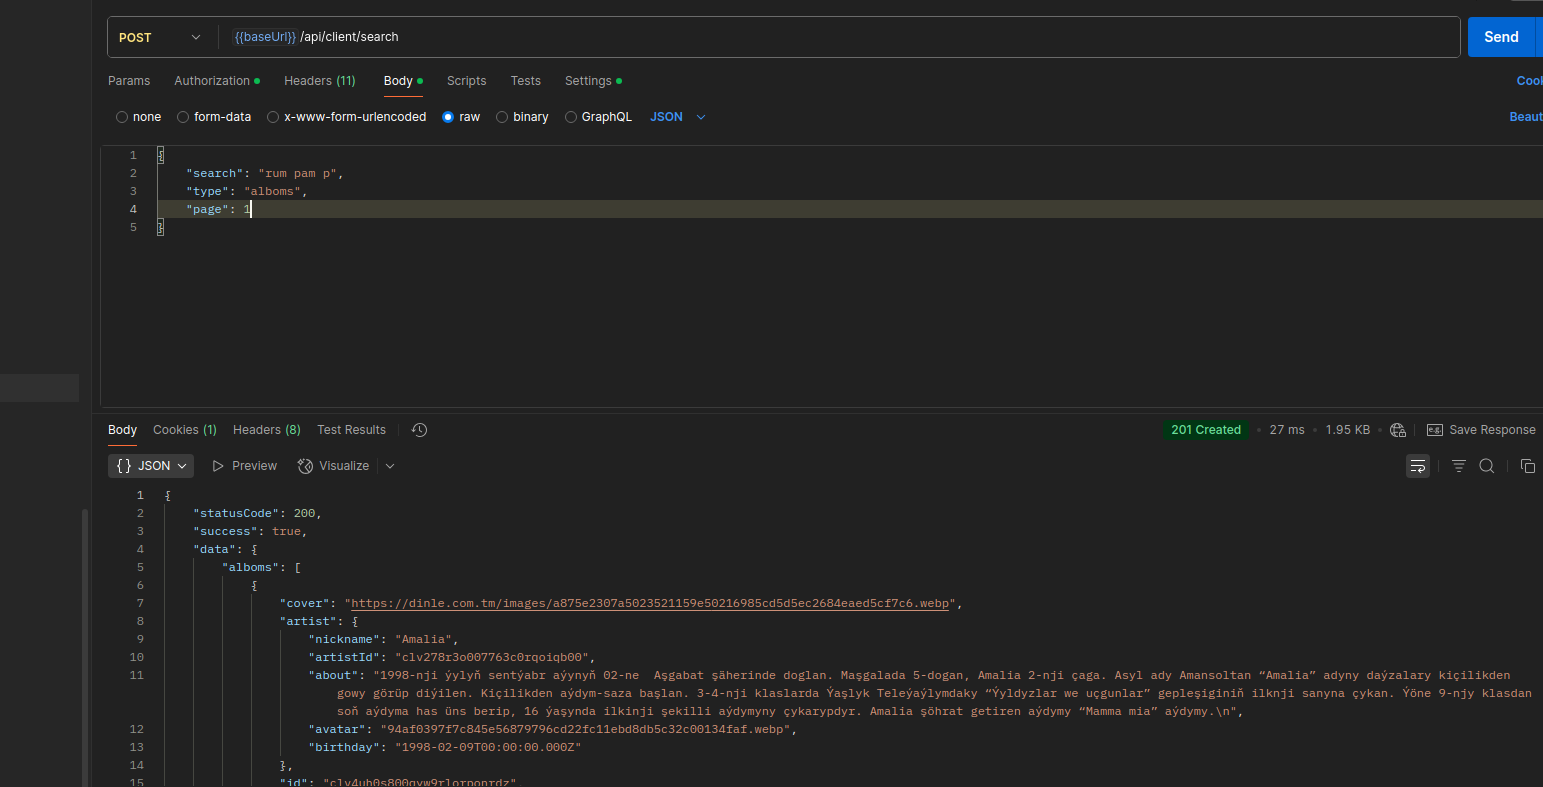 POST {{baseUrl}} /api/client/search Send
Params Authorization Headers (11) Body Scripts Tests Settings Cook
none form-data x-www-form-urlencoded raw binary GraphQL JSON Beaut
1 {
2 "search": "rum pam p",
3 "type": "alboms",
4 "page": 1
5 }
Body Cookies (1) Headers (8) Test Results 201 Created • 27 ms • 1.95 KB • e.g. Save Response
{} JSON Preview Visualize
1 {
2 "statusCode": 200,
3 "success": true,
4 "data": {
5 "alboms": [
6 {
7 "cover": "https://dinle.com.tm/images/a875e2307a5023521159e50216985cd5d5ec2684eaed5cf7c6.webp",
8 "artist": {
9 "nickname": "Amalia",
10 "artistId": "clv278r3o007763c0rqoiqb00",
11 "about": "1998-nji ýylyň sentýabr aýynyň 02-ne  Aşgabat şäherinde doglan. Maşgalada 5-dogan, Amalia 2-nji çaga. Asyl ady Amansoltan “Amalia” adyny daýzalary kiçilikden
gowy görüp diýilen. Kiçilikden aýdym-saza başlan. 3-4-nji klaslarda Ýaşlyk Teleýaýlymdaky “Ýyldyzlar we uçgunlar” gepleşiginiň ilknji sanyna çykan. Ýöne 9-njy klasdan
soň aýdyma has üns berip, 16 ýaşynda ilkinji şekilli aýdymyny çykarypdyr. Amalia şöhrat getiren aýdymy “Mamma mia” aýdymy.\n",
12 "avatar": "94af0397f7c845e56879796cd22fc11ebd8db5c32c00134faf.webp",
13 "birthday": "1998-02-09T00:00:00.000Z"
14 },
15 "id":